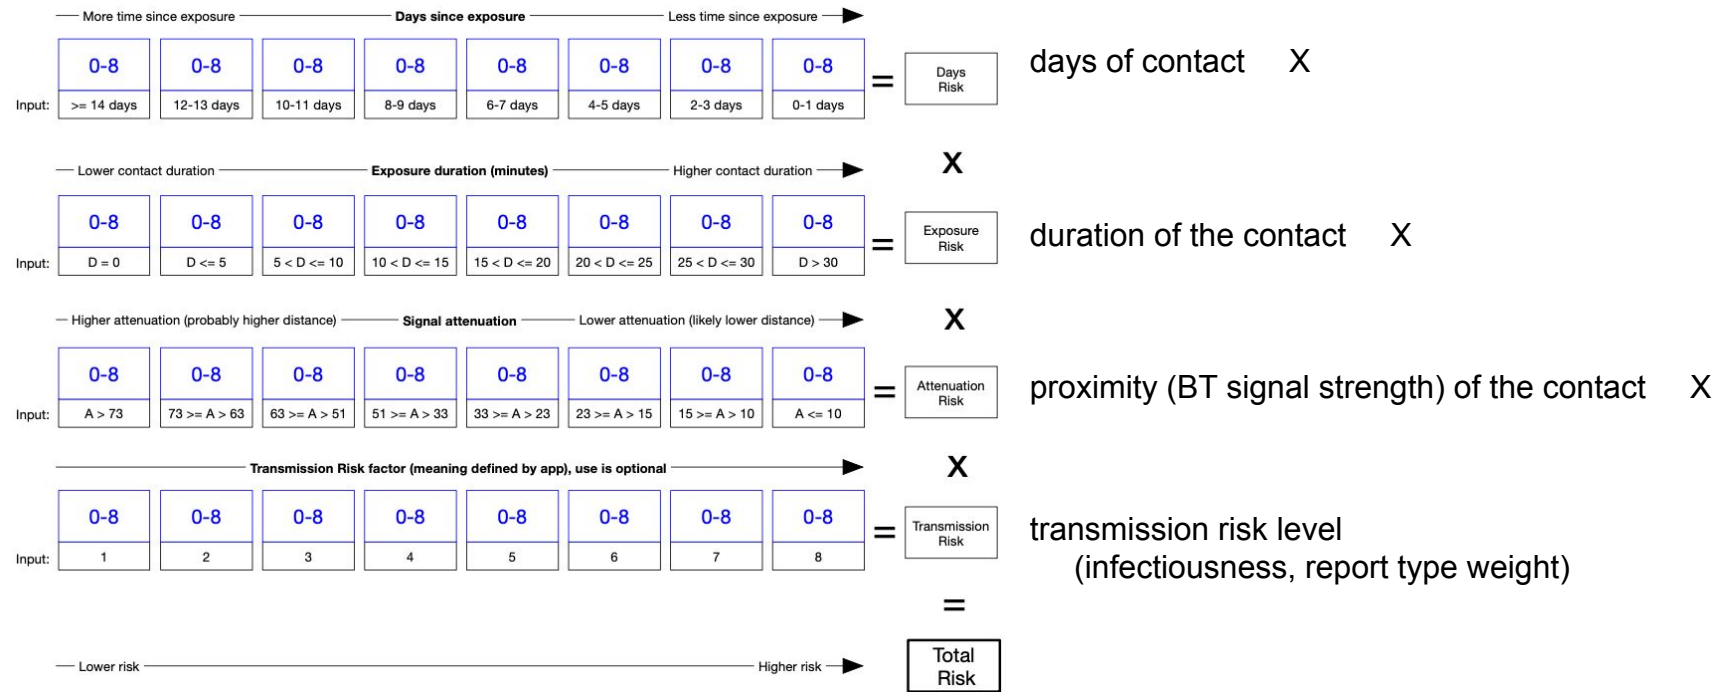 More time since exposure Days since exposure Less time since exposure
0-8 0-8 0-8 0-8 0-8 0-8 0-8 0-8 = Days Risk days of contact X
Input: >= 14 days 12-13 days 10-11 days 8-9 days 6-7 days 4-5 days 2-3 days 0-1 days
X
Lower contact duration Exposure duration (minutes) Higher contact duration
0-8 0-8 0-8 0-8 0-8 0-8 0-8 0-8 = Exposure Risk duration of the contact X
Input: D = 0 D <= 5 5 < D <= 10 10 < D <= 15 15 < D <= 20 20 < D <= 25 25 < D <= 30 D > 30
X
Higher attenuation (probably higher distance) Signal attenuation Lower attenuation (likely lower distance)
0-8 0-8 0-8 0-8 0-8 0-8 0-8 0-8 = Attenuation Risk proximity (BT signal strength) of the contact X
Input: A > 73 73 >= A > 63 63 >= A > 51 51 >= A > 33 33 >= A > 23 23 >= A > 15 15 >= A > 10 A <= 10
X
Transmission Risk factor (meaning defined by app), use is optional
0-8 0-8 0-8 0-8 0-8 0-8 0-8 0-8 = Transmission Risk transmission risk level
(infectiousness, report type weight)
Input: 1 2 3 4 5 6 7 8
=
Lower risk Higher risk Total Risk